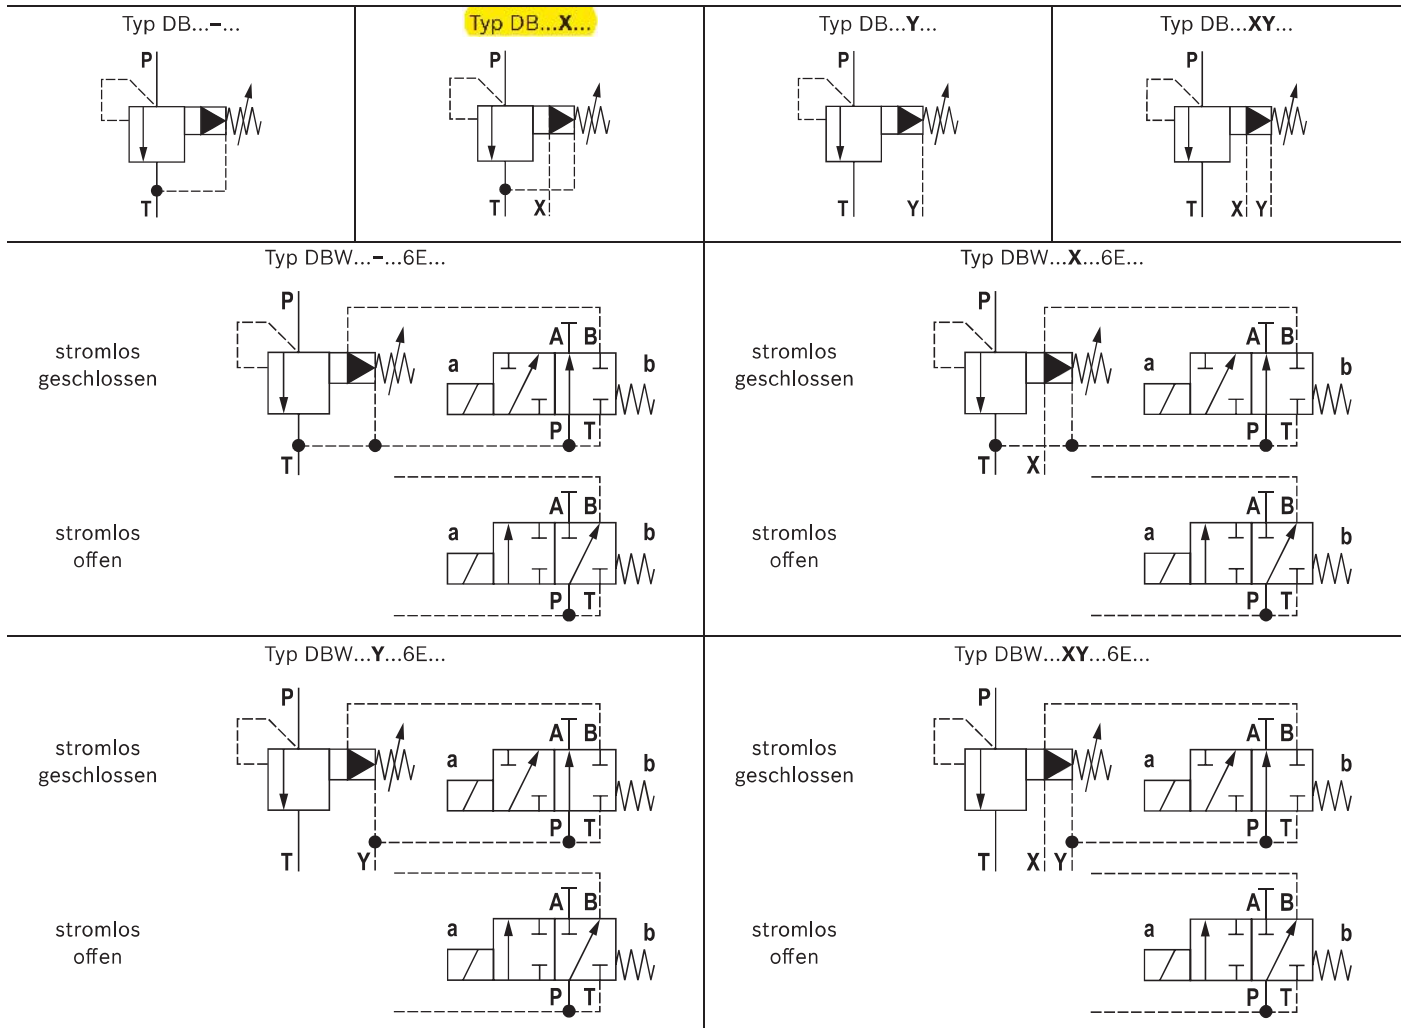 Typ DB...–...
Typ DB...X...
Typ DB...Y...
Typ DB...XY...
P
T
P
T X
P
T Y
P
T X Y
Typ DBW...–...6E...
stromlos
geschlossen
P
T
a
A B
b
P T
stromlos
offen
a
A B
b
P T
Typ DBW...X...6E...
stromlos
geschlossen
P
T X
a
A B
b
P T
stromlos
offen
a
A B
b
P T
Typ DBW...Y...6E...
stromlos
geschlossen
P
T Y
a
A B
b
P T
stromlos
offen
a
A B
b
P T
Typ DBW...XY...6E...
stromlos
geschlossen
P
T X Y
a
A B
b
P T
stromlos
offen
a
A B
b
P T